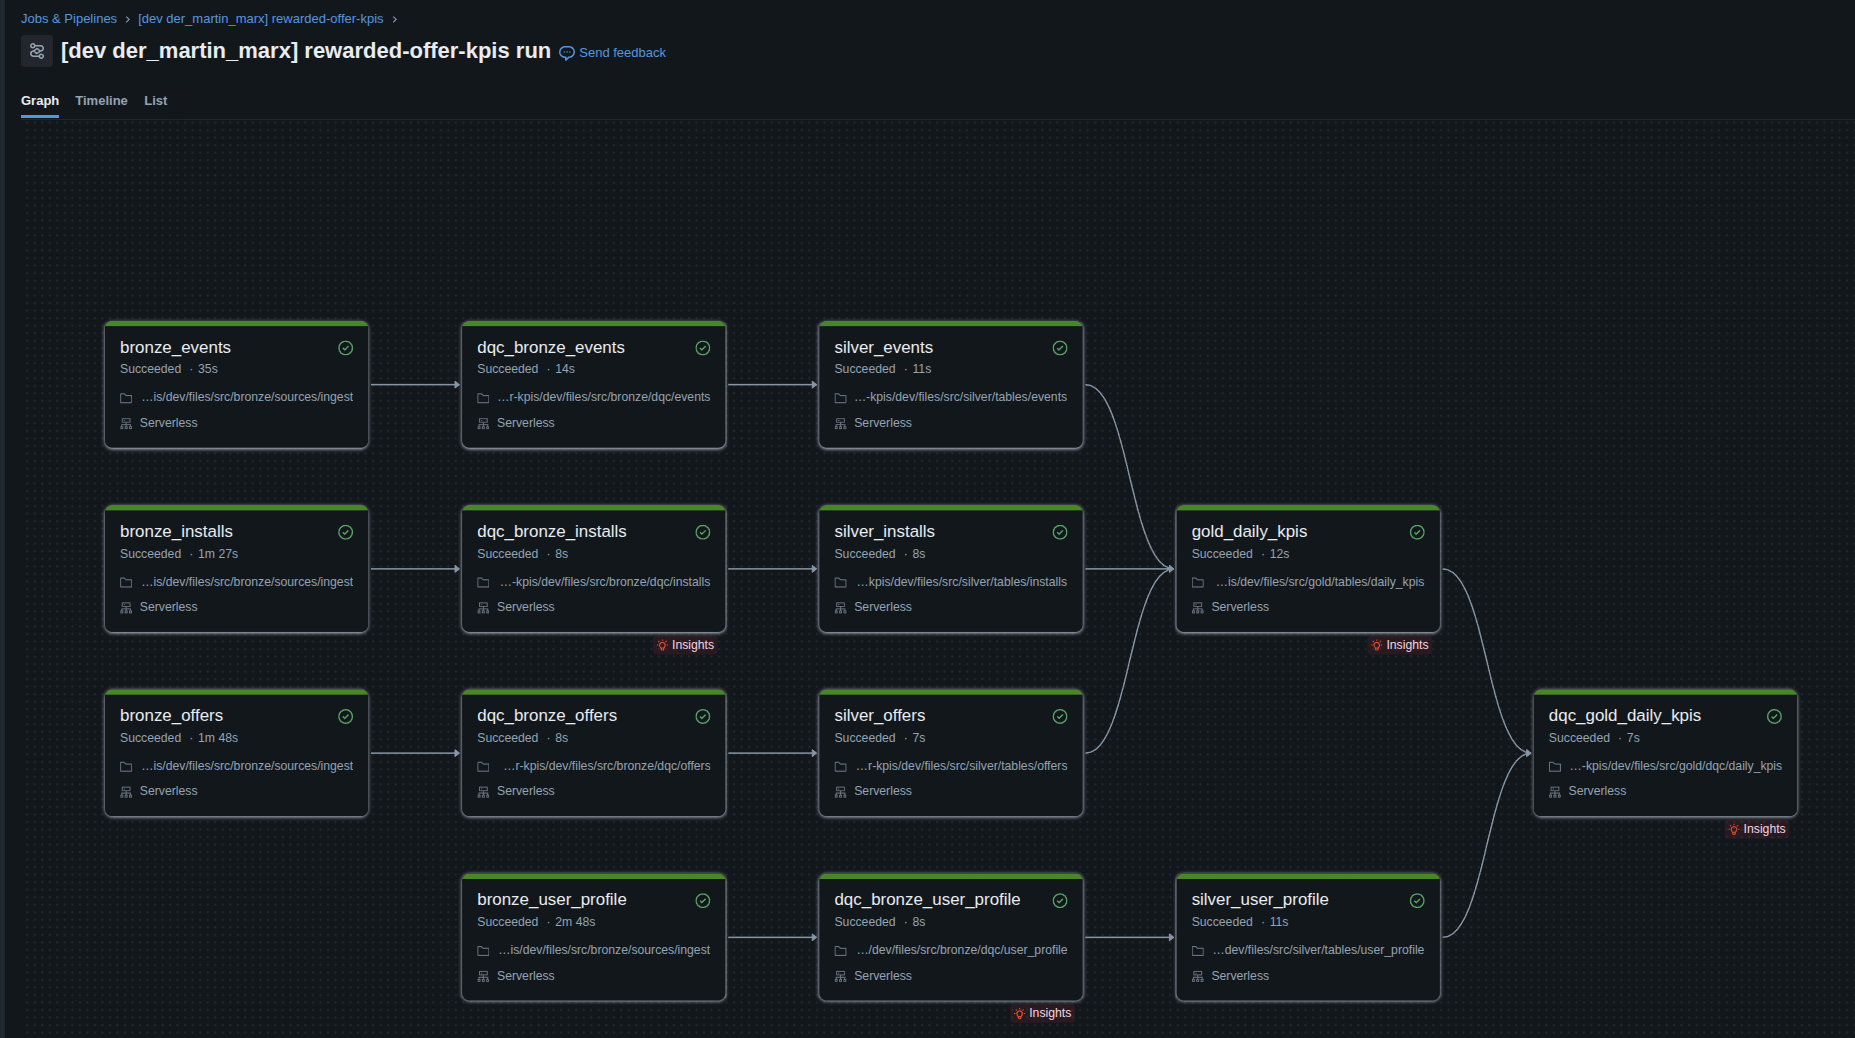 Jobs & Pipelines › [dev der_martin_marx] rewarded-offer-kpis ›
[dev der_martin_marx] rewarded-offer-kpis run Send feedback
Graph Timeline List
bronze_events
Succeeded · 35s
…is/dev/files/src/bronze/sources/ingest
Serverless
dqc_bronze_events
Succeeded · 14s
…r-kpis/dev/files/src/bronze/dqc/events
Serverless
silver_events
Succeeded · 11s
…-kpis/dev/files/src/silver/tables/events
Serverless
bronze_installs
Succeeded · 1m 27s
…is/dev/files/src/bronze/sources/ingest
Serverless
dqc_bronze_installs
Succeeded · 8s
…-kpis/dev/files/src/bronze/dqc/installs
Serverless
Insights
silver_installs
Succeeded · 8s
…kpis/dev/files/src/silver/tables/installs
Serverless
gold_daily_kpis
Succeeded · 12s
…is/dev/files/src/gold/tables/daily_kpis
Serverless
Insights
bronze_offers
Succeeded · 1m 48s
…is/dev/files/src/bronze/sources/ingest
Serverless
dqc_bronze_offers
Succeeded · 8s
…r-kpis/dev/files/src/bronze/dqc/offers
Serverless
silver_offers
Succeeded · 7s
…r-kpis/dev/files/src/silver/tables/offers
Serverless
dqc_gold_daily_kpis
Succeeded · 7s
…-kpis/dev/files/src/gold/dqc/daily_kpis
Serverless
Insights
bronze_user_profile
Succeeded · 2m 48s
…is/dev/files/src/bronze/sources/ingest
Serverless
dqc_bronze_user_profile
Succeeded · 8s
…/dev/files/src/bronze/dqc/user_profile
Serverless
Insights
silver_user_profile
Succeeded · 11s
…dev/files/src/silver/tables/user_profile
Serverless